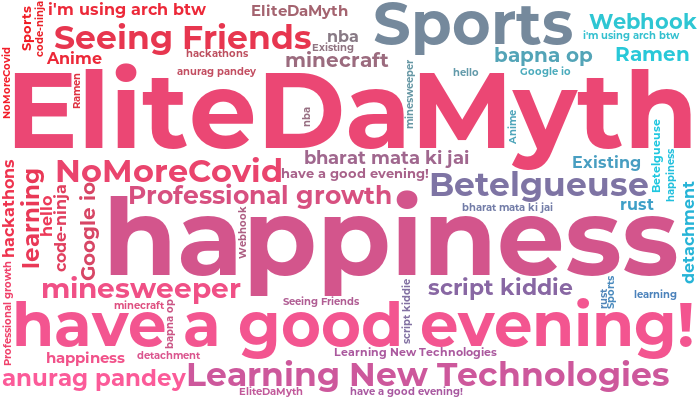 i'm using arch btw
EliteDaMyth
Sports
Webhook
Sports
code-ninja
Seeing Friends
nba
Existing
i'm using arch btw
NoMoreCovid
Anime
hackathons
minecraft
bapna op
Ramen
Ramen
anurag pandey
minesweeper
hello
Google io
EliteDaMyth
nba
Anime
NoMoreCovid
bharat mata ki jai
Existing
Betelgueuse
happiness
hackathons
learning
hello
code-ninja
Google io
have a good evening!
Professional growth
Betelgueuse
rust
detachment
Webhook
bharat mata ki jai
happiness
minesweeper
script kiddie
script kiddie
rust
Sports
learning
Professional growth
minecraft
bapna op
Seeing Friends
have a good evening!
happiness
detachment
Learning New Technologies
anurag pandey
Learning New Technologies
EliteDaMyth
have a good evening!